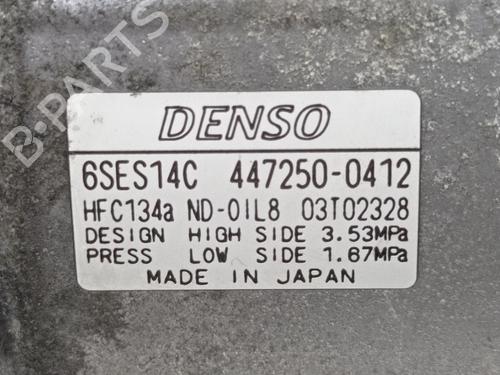 B-PARTS
DENSO
6SES14C 447250-0412
HFC134a ND-OIL8 03T02328
DESIGN HIGH SIDE 3.53MPa
PRESS LOW SIDE 1.67MPa
MADE IN JAPAN